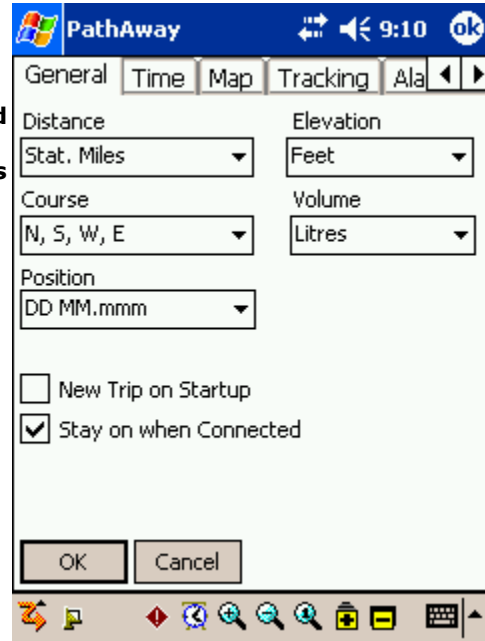 PathAway 9:10 ok
General Time Map Tracking Ala
d
Distance Elevation
Stat. Miles Feet
s
Course Volume
N, S, W, E Litres
Position
DD MM.mmm
New Trip on Startup
Stay on when Connected
OK Cancel